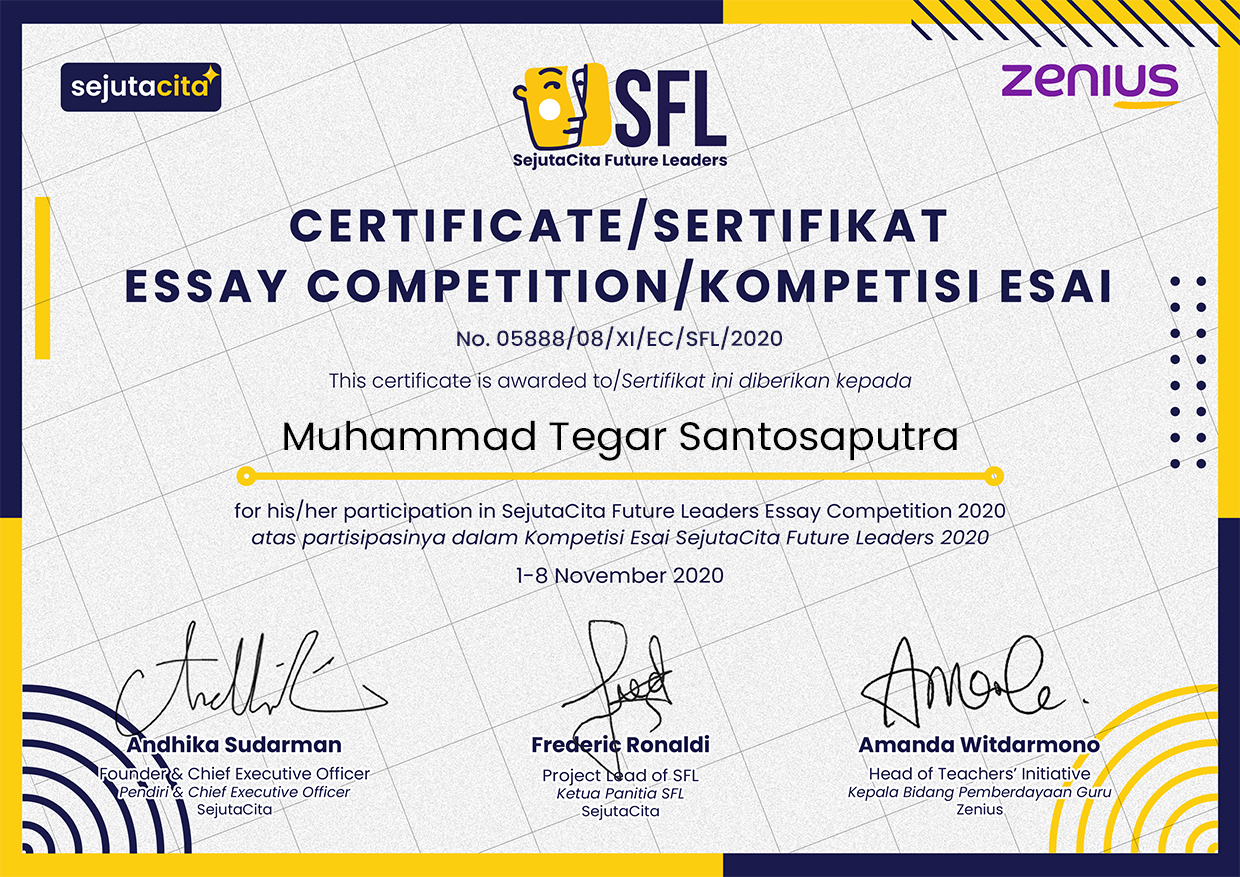 sejutacita
SFL
SejutaCita Future Leaders
zenius
CERTIFICATE/SERTIFIKAT
ESSAY COMPETITION/KOMPETISI ESAI
No. 05888/08/XI/EC/SFL/2020
This certificate is awarded to/Sertifikat ini diberikan kepada
Muhammad Tegar Santosaputra
for his/her participation in SejutaCita Future Leaders Essay Competition 2020
atas partisipasinya dalam Kompetisi Esai SejutaCita Future Leaders 2020
1-8 November 2020
Andhika Sudarman
Founder & Chief Executive Officer
Pendiri & Chief Executive Officer
SejutaCita
Frederic Ronaldi
Project Lead of SFL
Ketua Panitia SFL
SejutaCita
Amanda Witdarmono
Head of Teachers' Initiative
Kepala Bidang Pemberdayaan Guru
Zenius